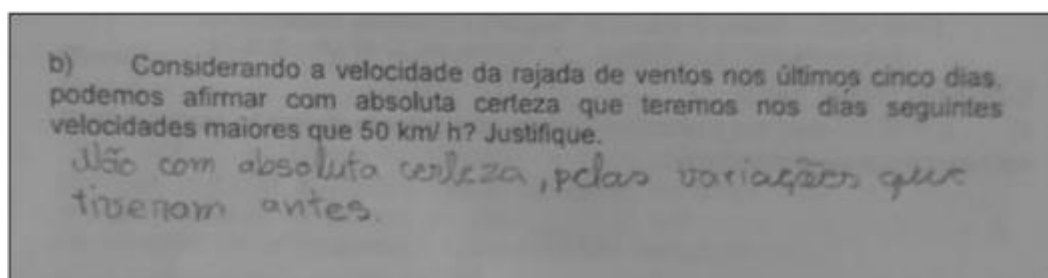 b) Considerando a velocidade da rajada de ventos nos últimos cinco dias,
podemos afirmar com absoluta certeza que teremos nos dias seguintes
velocidades maiores que 50 km/ h? Justifique.
Não com absoluta certeza, pelas variações que
tiveram antes.